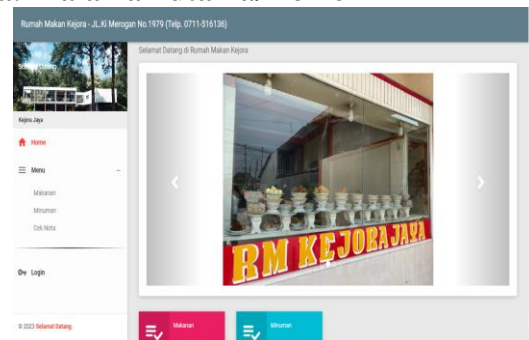 Rumah Makan Kejora - JL.Ki Merogan No.1979 (Telp. 0711-516136)
Selamat Datang di Rumah Makan Kejora
Kejora Jaya
Home
Menu
Makanan
Minuman
Cek Nota
Login
© 2023 Selamat Datang.
RM KEJORA JAYA
Makanan
Minuman